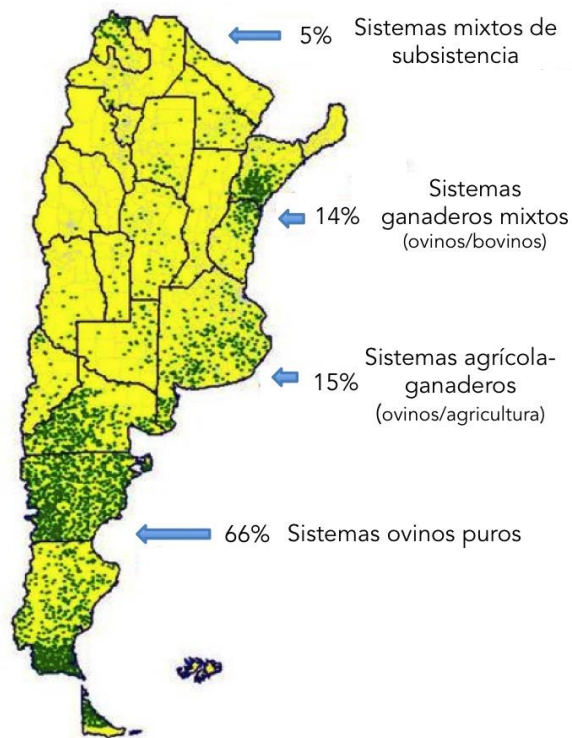 5% Sistemas mixtos de
subsistencia
Sistemas
14% ganaderos mixtos
(ovinos/bovinos)
Sistemas agrícola-
15% ganaderos
(ovinos/agricultura)
66% Sistemas ovinos puros